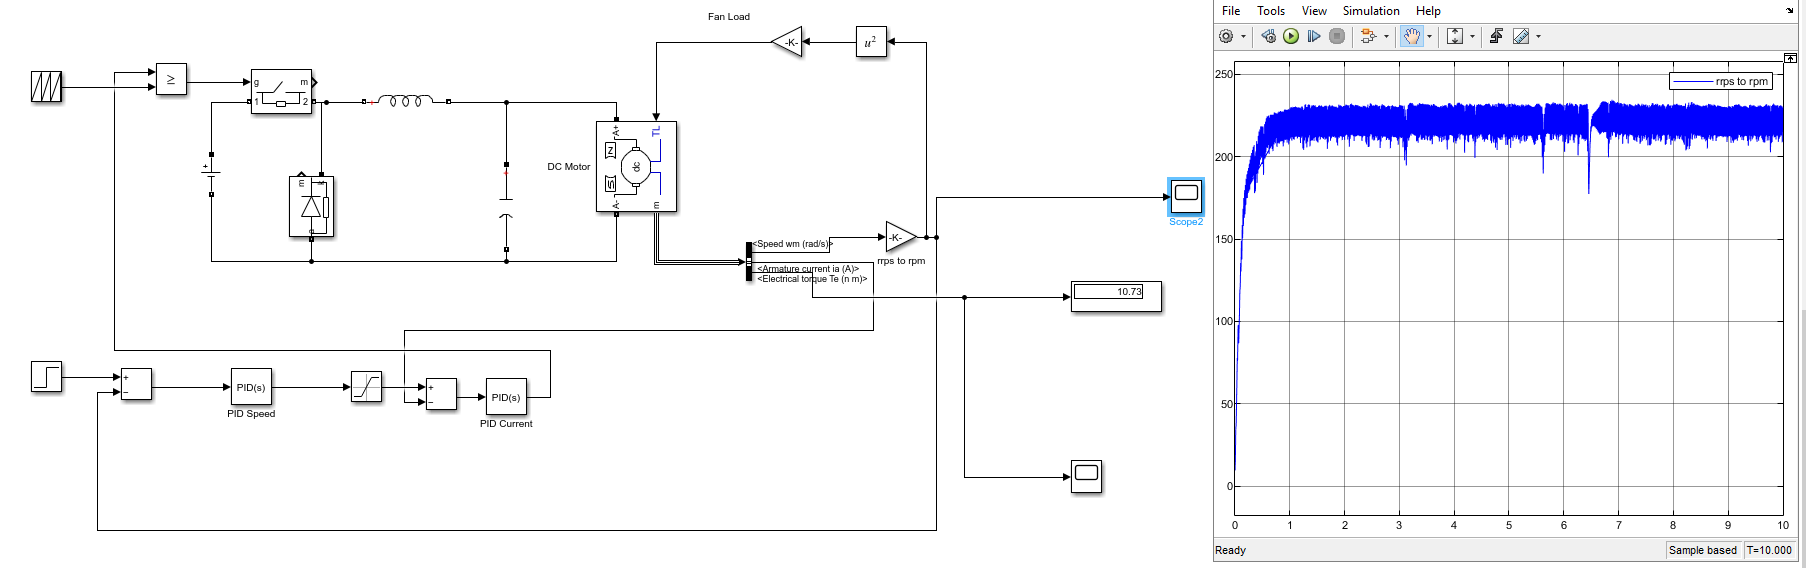 Fan Load
-K-
u²
≥
g
m
1
2
+
m
a
DC Motor
A+
TL
dc
A-
m
<Speed wm (rad/s)>
-K-
rrps to rpm
<Armature current ia (A)>
<Electrical torque Te (n m)>
Scope2
10.73
+
−
PID(s)
PID Speed
+
−
PID(s)
PID Current
File Tools View Simulation Help
rrps to rpm
250
200
150
100
50
0
0 1 2 3 4 5 6 7 8 9 10
Ready Sample based T=10.000